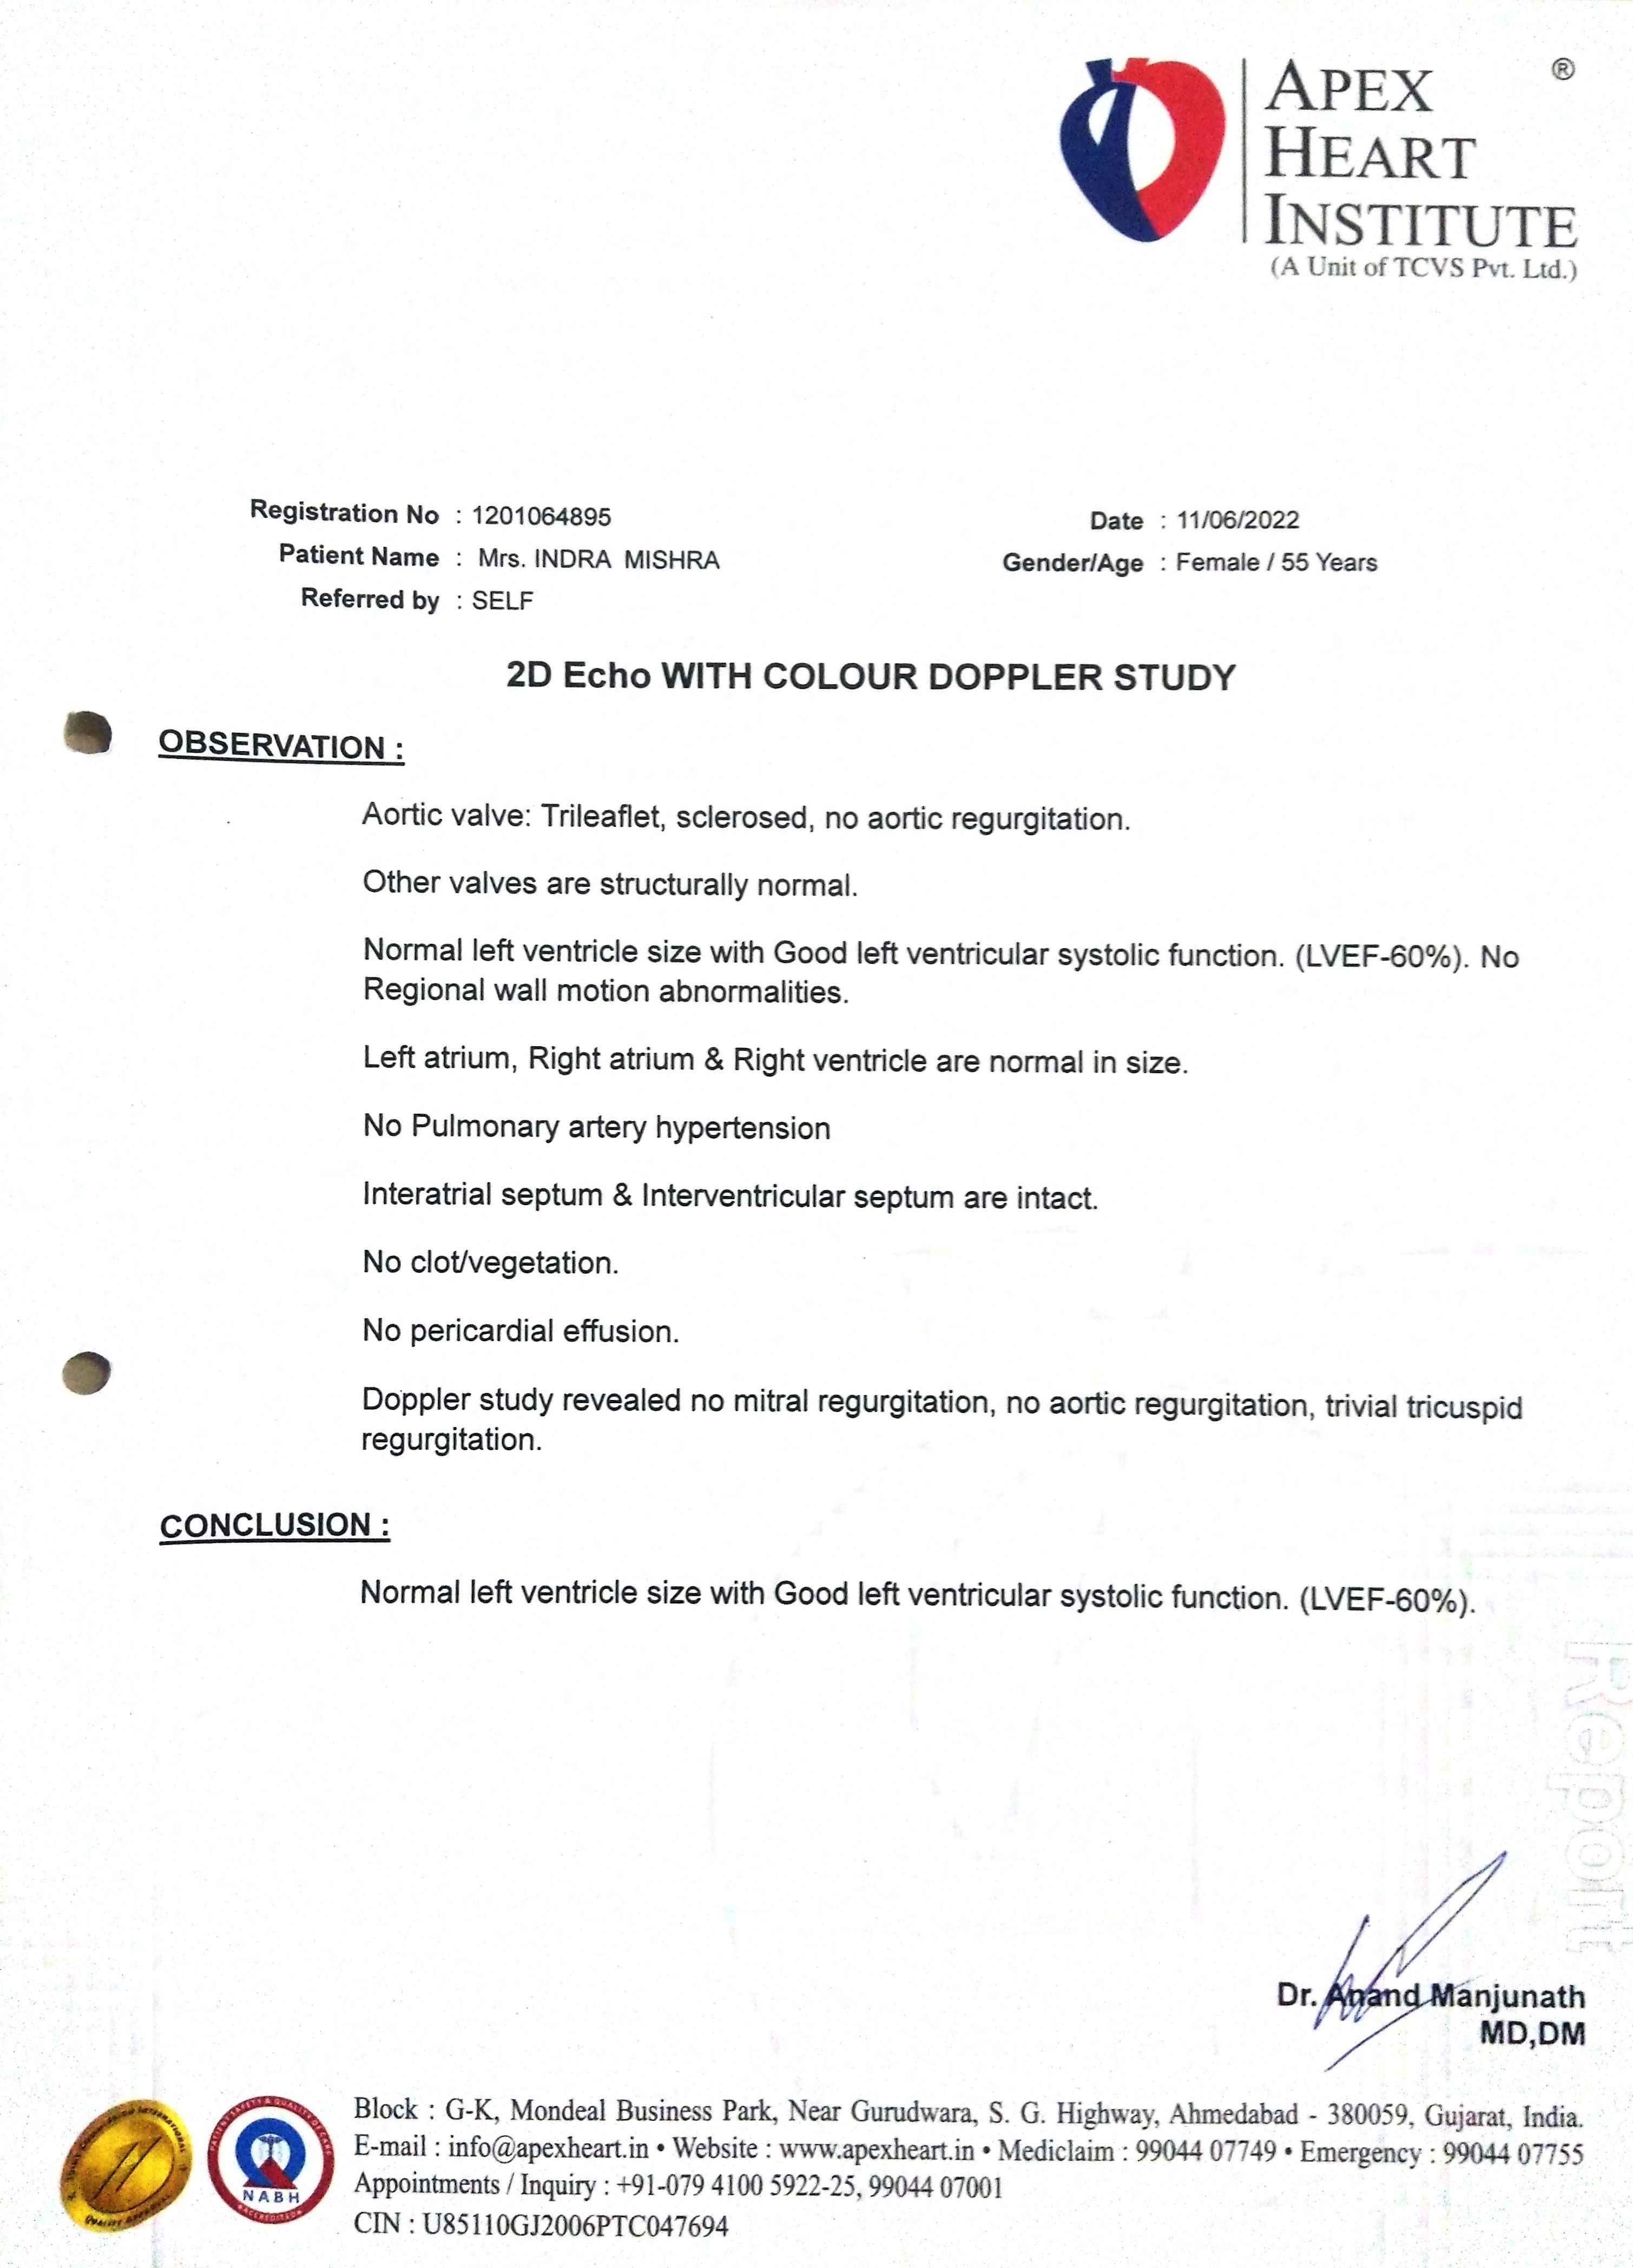 APEX
HEART
INSTITUTE
®
(A Unit of TCVS Pvt. Ltd.)
Registration No : 1201064895
Date : 11/06/2022
Patient Name : Mrs. INDRA MISHRA
Gender/Age : Female / 55 Years
Referred by : SELF
2D Echo WITH COLOUR DOPPLER STUDY
OBSERVATION :
Aortic valve: Trileaflet, sclerosed, no aortic regurgitation.
Other valves are structurally normal.
Normal left ventricle size with Good left ventricular systolic function. (LVEF-60%). No
Regional wall motion abnormalities.
Left atrium, Right atrium & Right ventricle are normal in size.
No Pulmonary artery hypertension
Interatrial septum & Interventricular septum are intact.
No clot/vegetation.
No pericardial effusion.
Doppler study revealed no mitral regurgitation, no aortic regurgitation, trivial tricuspid
regurgitation.
CONCLUSION :
Normal left ventricle size with Good left ventricular systolic function. (LVEF-60%).
Report
Dr. Anand Manjunath
MD,DM
NABH
Block : G-K, Mondeal Business Park, Near Gurudwara, S. G. Highway, Ahmedabad - 380059, Gujarat, India.
E-mail : info@apexheart.in • Website : www.apexheart.in • Mediclaim : 99044 07749 • Emergency : 99044 07755
Appointments / Inquiry : +91-079 4100 5922-25, 99044 07001
CIN : U85110GJ2006PTC047694